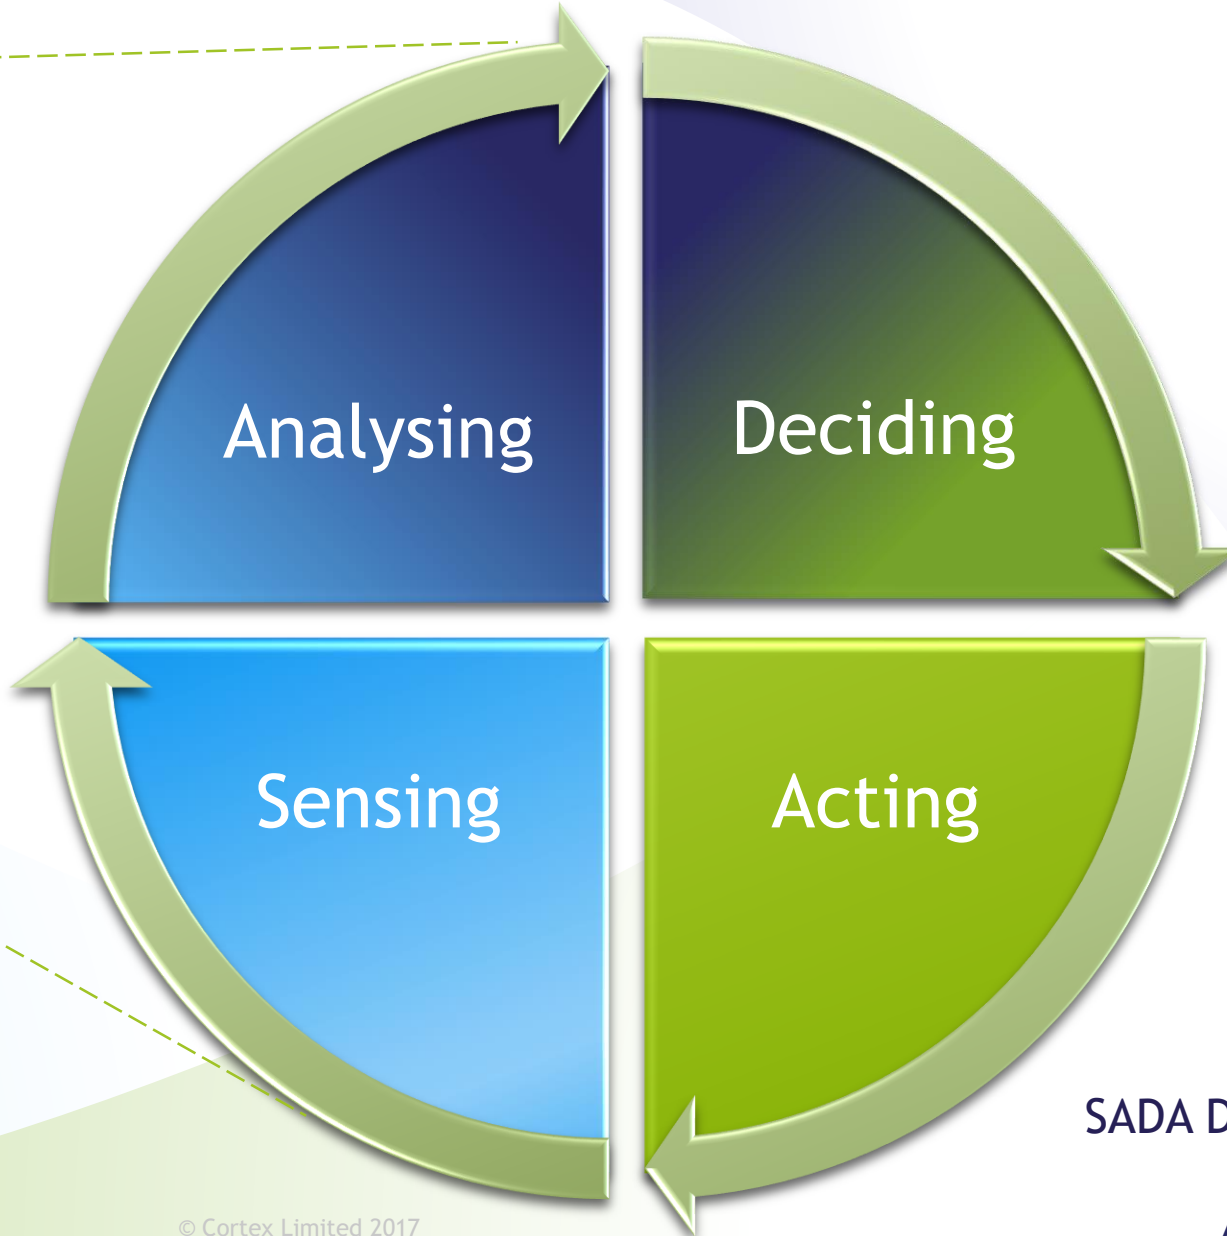 Analysing
Deciding
Sensing
Acting
SADA D
© Cortex Limited 2017